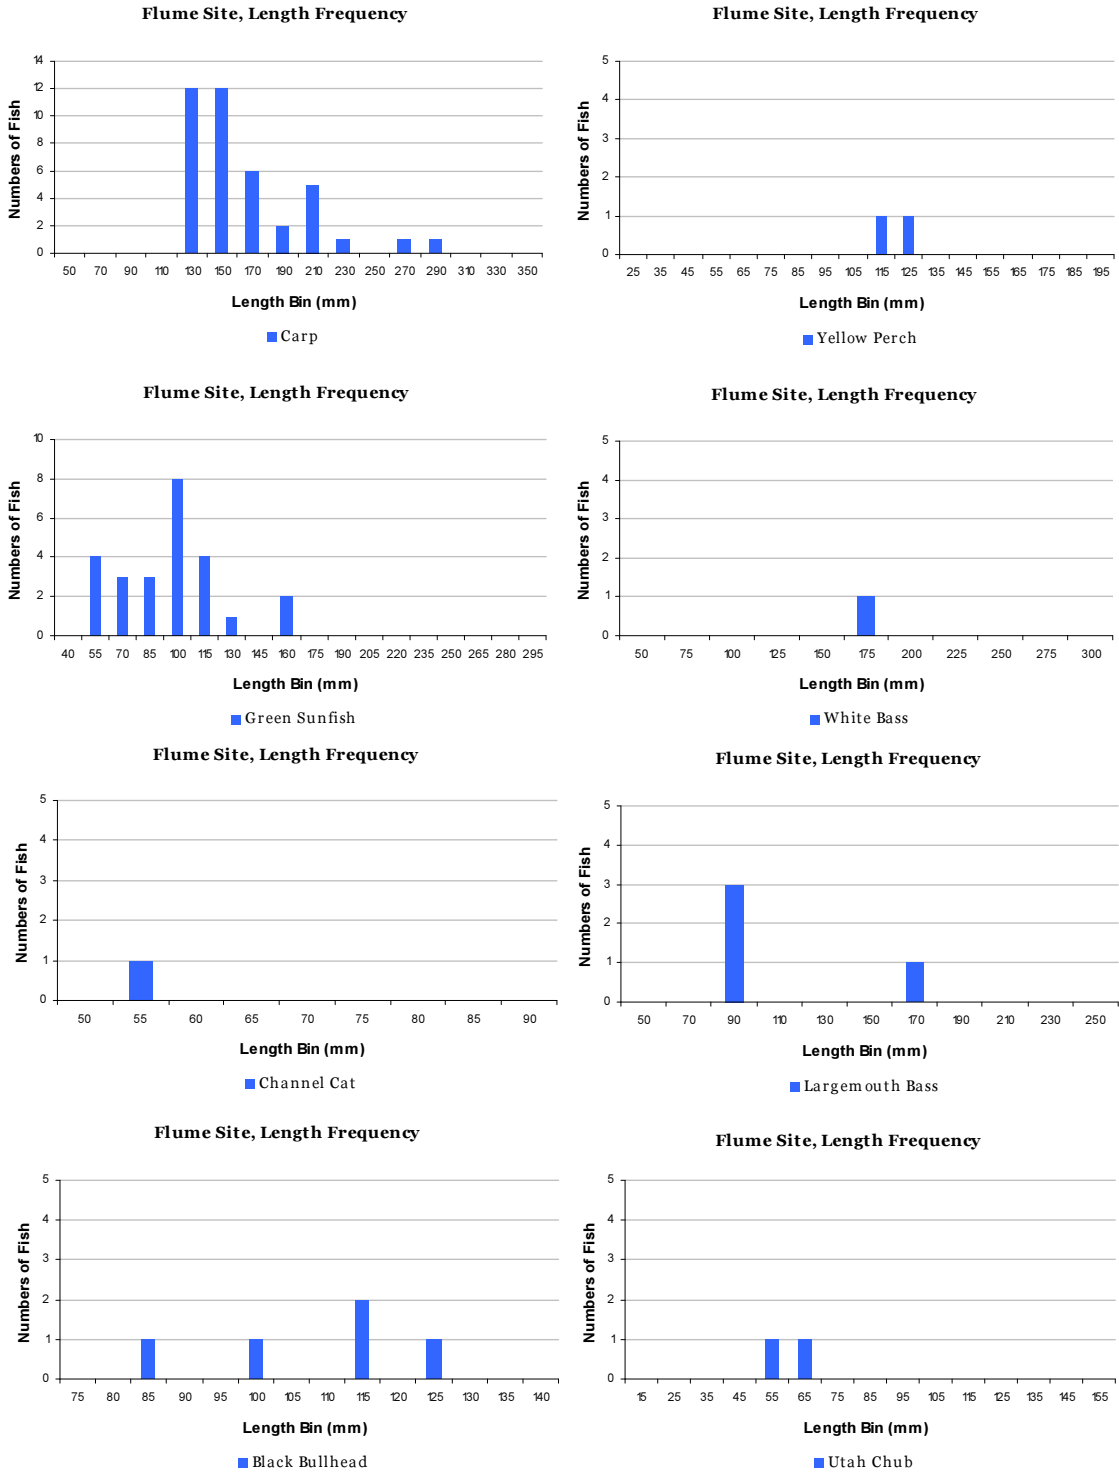 Flume Site, Length Frequency
14
12
10
8
6
4
2
0
Numbers of Fish
50 70 90 110 130 150 170 190 210 230 250 270 290 310 330 350
Length Bin (mm)
Carp
Flume Site, Length Frequency
5
4
3
2
1
0
Numbers of Fish
25 35 45 55 65 75 85 95 105 115 125 135 145 155 165 175 185 195
Length Bin (mm)
Yellow Perch
Flume Site, Length Frequency
10
8
6
4
2
0
Numbers of Fish
40 55 70 85 100 115 130 145 160 175 190 205 220 235 250 265 280 295
Length Bin (mm)
Green Sunfish
Flume Site, Length Frequency
5
4
3
2
1
0
Numbers of Fish
50 75 100 125 150 175 200 225 250 275 300
Length Bin (mm)
White Bass
Flume Site, Length Frequency
5
4
3
2
1
0
Numbers of Fish
50 55 60 65 70 75 80 85 90
Length Bin (mm)
Channel Cat
Flume Site, Length Frequency
5
4
3
2
1
0
Numbers of Fish
50 70 90 110 130 150 170 190 210 230 250
Length Bin (mm)
Largemouth Bass
Flume Site, Length Frequency
5
4
3
2
1
0
Numbers of Fish
75 80 85 90 95 100 105 110 115 120 125 130 135 140
Length Bin (mm)
Black Bullhead
Flume Site, Length Frequency
5
4
3
2
1
0
Numbers of Fish
15 25 35 45 55 65 75 85 95 105 115 125 135 145 155
Length Bin (mm)
Utah Chub